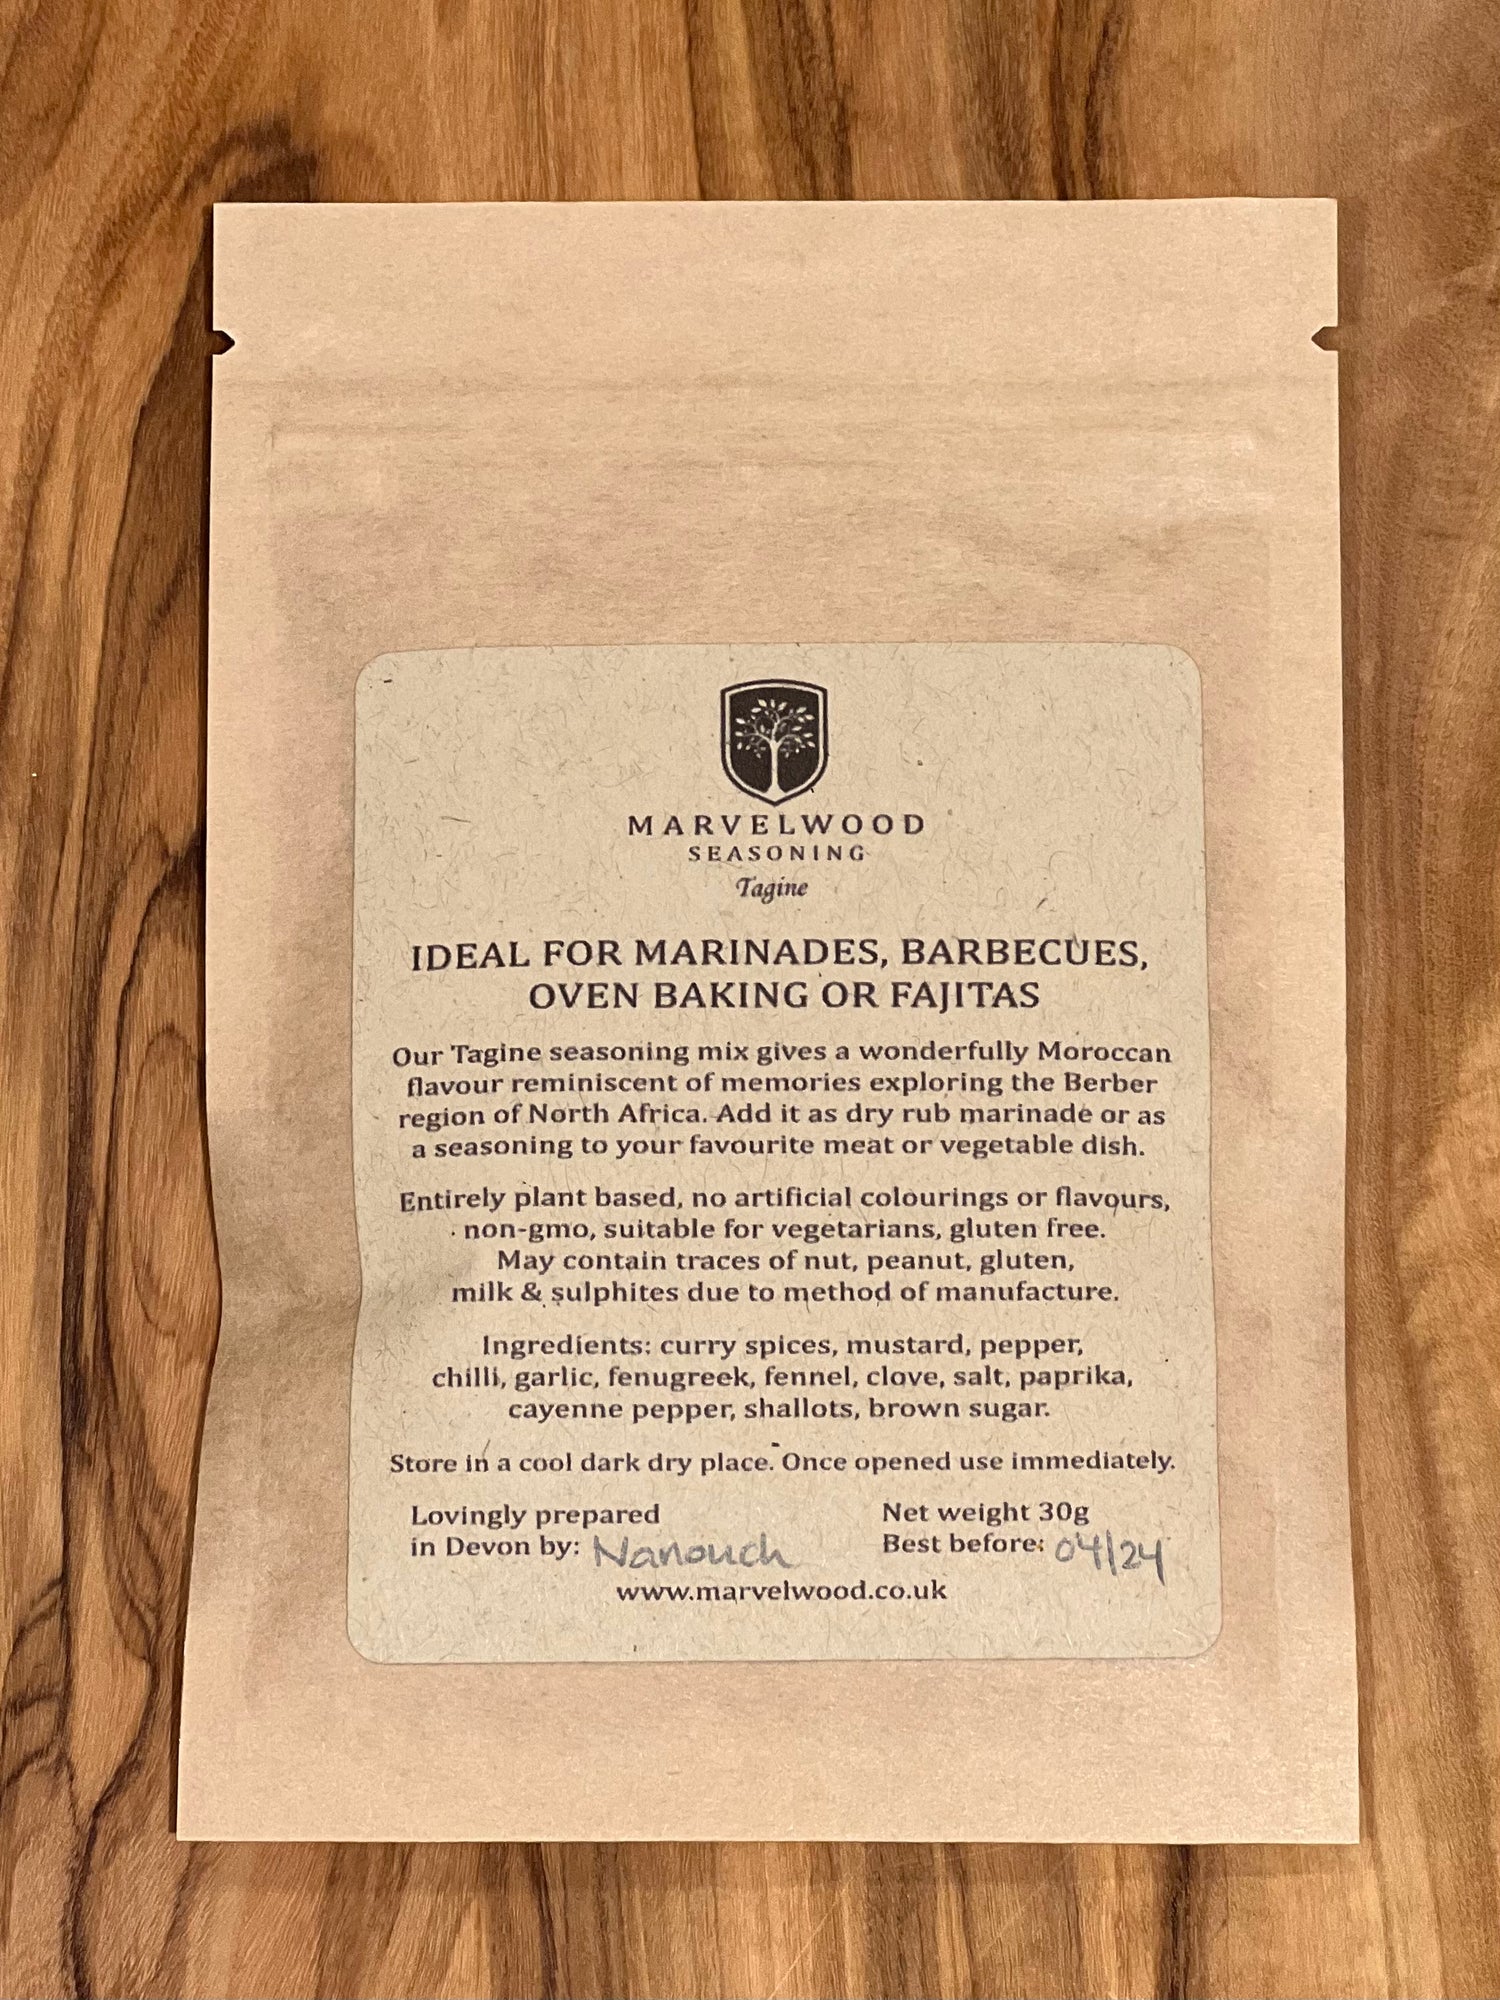 MARVELWOOD
SEASONING
Tagine
IDEAL FOR MARINADES, BARBECUES,
OVEN BAKING OR FAJITAS
Our Tagine seasoning mix gives a wonderfully Moroccan
flavour reminiscent of memories exploring the Berber
region of North Africa. Add it as dry rub marinade or as
a seasoning to your favourite meat or vegetable dish.
Entirely plant based, no artificial colourings or flavours,
non-gmo, suitable for vegetarians, gluten free.
May contain traces of nut, peanut, gluten,
milk & sulphites due to method of manufacture.
Ingredients: curry spices, mustard, pepper,
chilli, garlic, fenugreek, fennel, clove, salt, paprika,
cayenne pepper, shallots, brown sugar.
Store in a cool dark dry place. Once opened use immediately.
Lovingly prepared
in Devon by: Nanouch
Net weight 30g
Best before: 04/24
www.marvelwood.co.uk